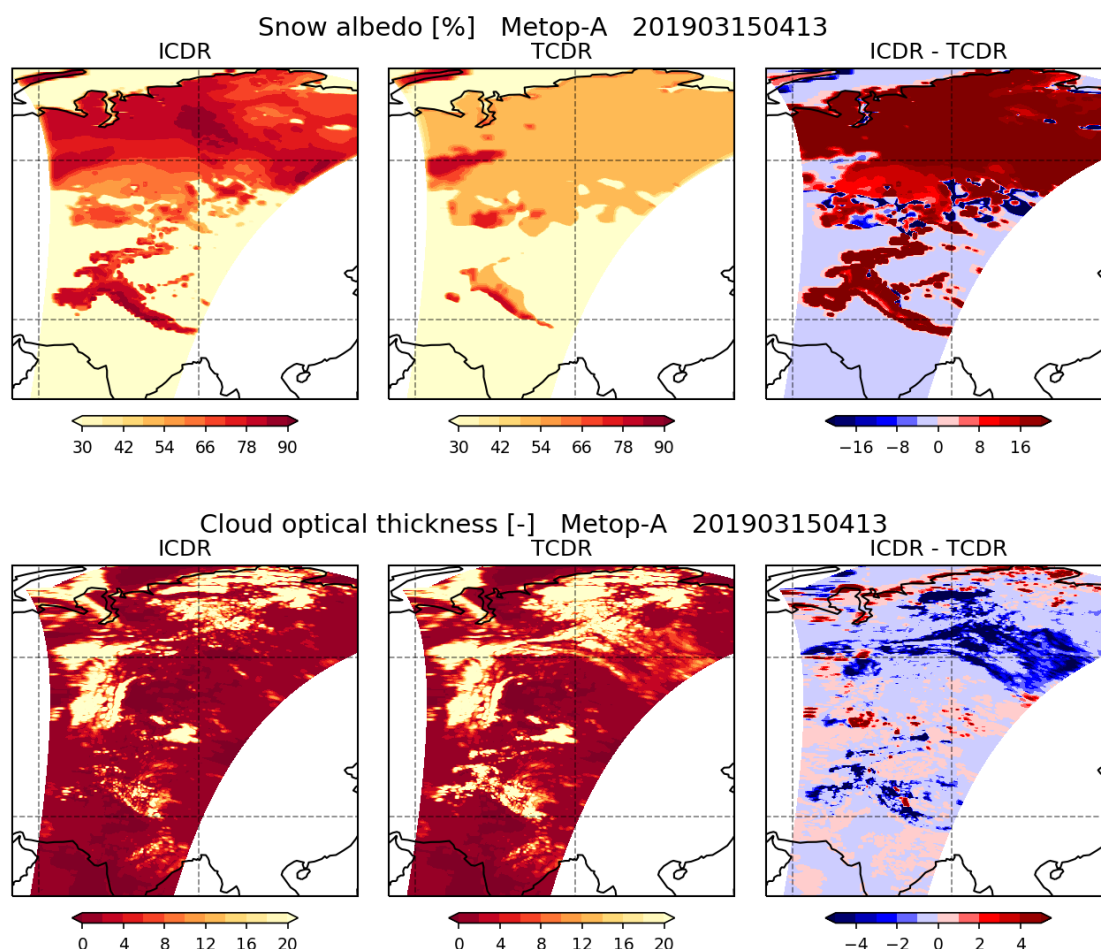 Snow albedo [%]   Metop-A   201903150413
ICDR TCDR ICDR - TCDR
30 42 54 66 78 90 30 42 54 66 78 90 −16 −8 0 8 16
Cloud optical thickness [-]   Metop-A   201903150413
ICDR TCDR ICDR - TCDR
0 4 8 12 16 20 0 4 8 12 16 20 −4 −2 0 2 4